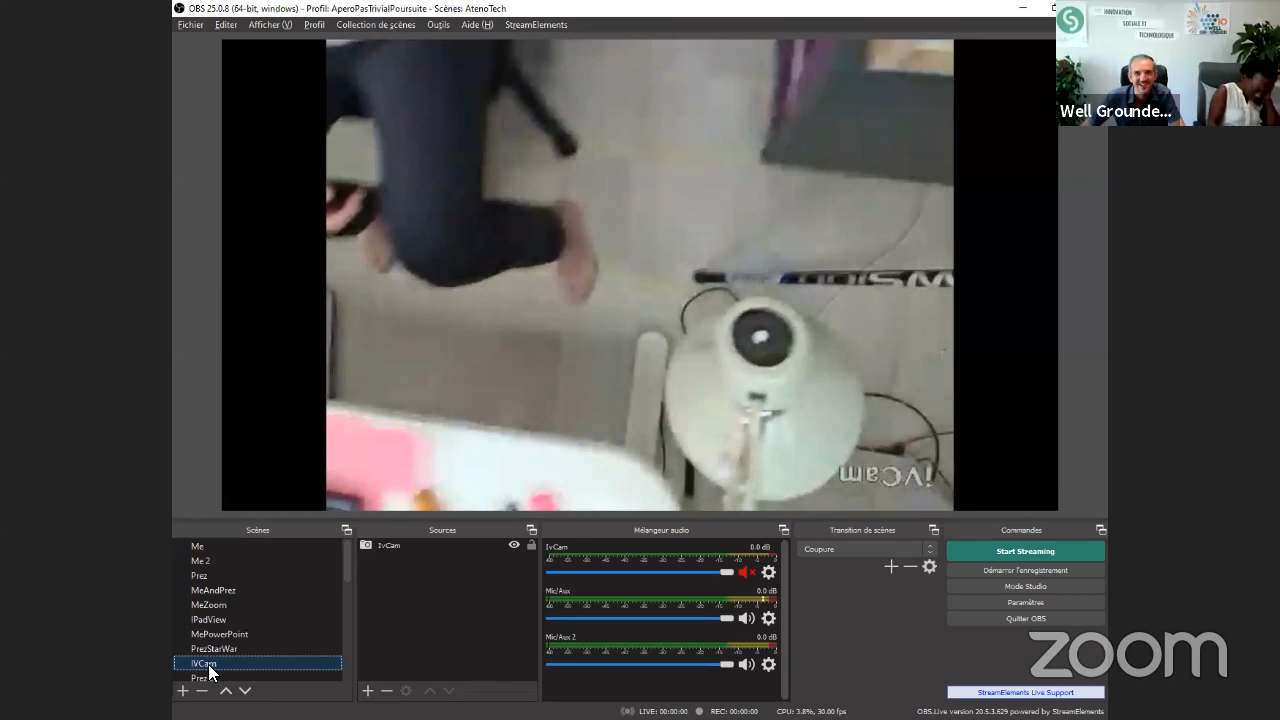 OBS 25.0.8 (64-bit, windows) - Profil: AperoPasTrivialPoursuite - Scènes: AtenoTech
Fichier Editer Afficher (V) Profil Collection de scènes Outils Aide (H) StreamElements
INNOVATION
SOCIALE ET
TECHNOLOGIQUE
Well Grounde...
ivCam
Scènes
Me
Me 2
Prez
MeAndPrez
MeZoom
IPadView
MePowerPoint
PrezStarWar
IVCam
Prez
Sources
IvCam
Mélangeur audio
IvCam 0.0 dB
Mic/Aux 0.0 dB
Mic/Aux 2 0.0 dB
Transition de scènes
Coupure
Commandes
Start Streaming
Démarrer l'enregistrement
Mode Studio
Paramètres
Quitter OBS
StreamElements Live Support
zoom
LIVE: 00:00:00 REC: 00:00:00 CPU: 3.8%, 30.00 fps OBS.Live version 20.5.3.629 powered by StreamElements